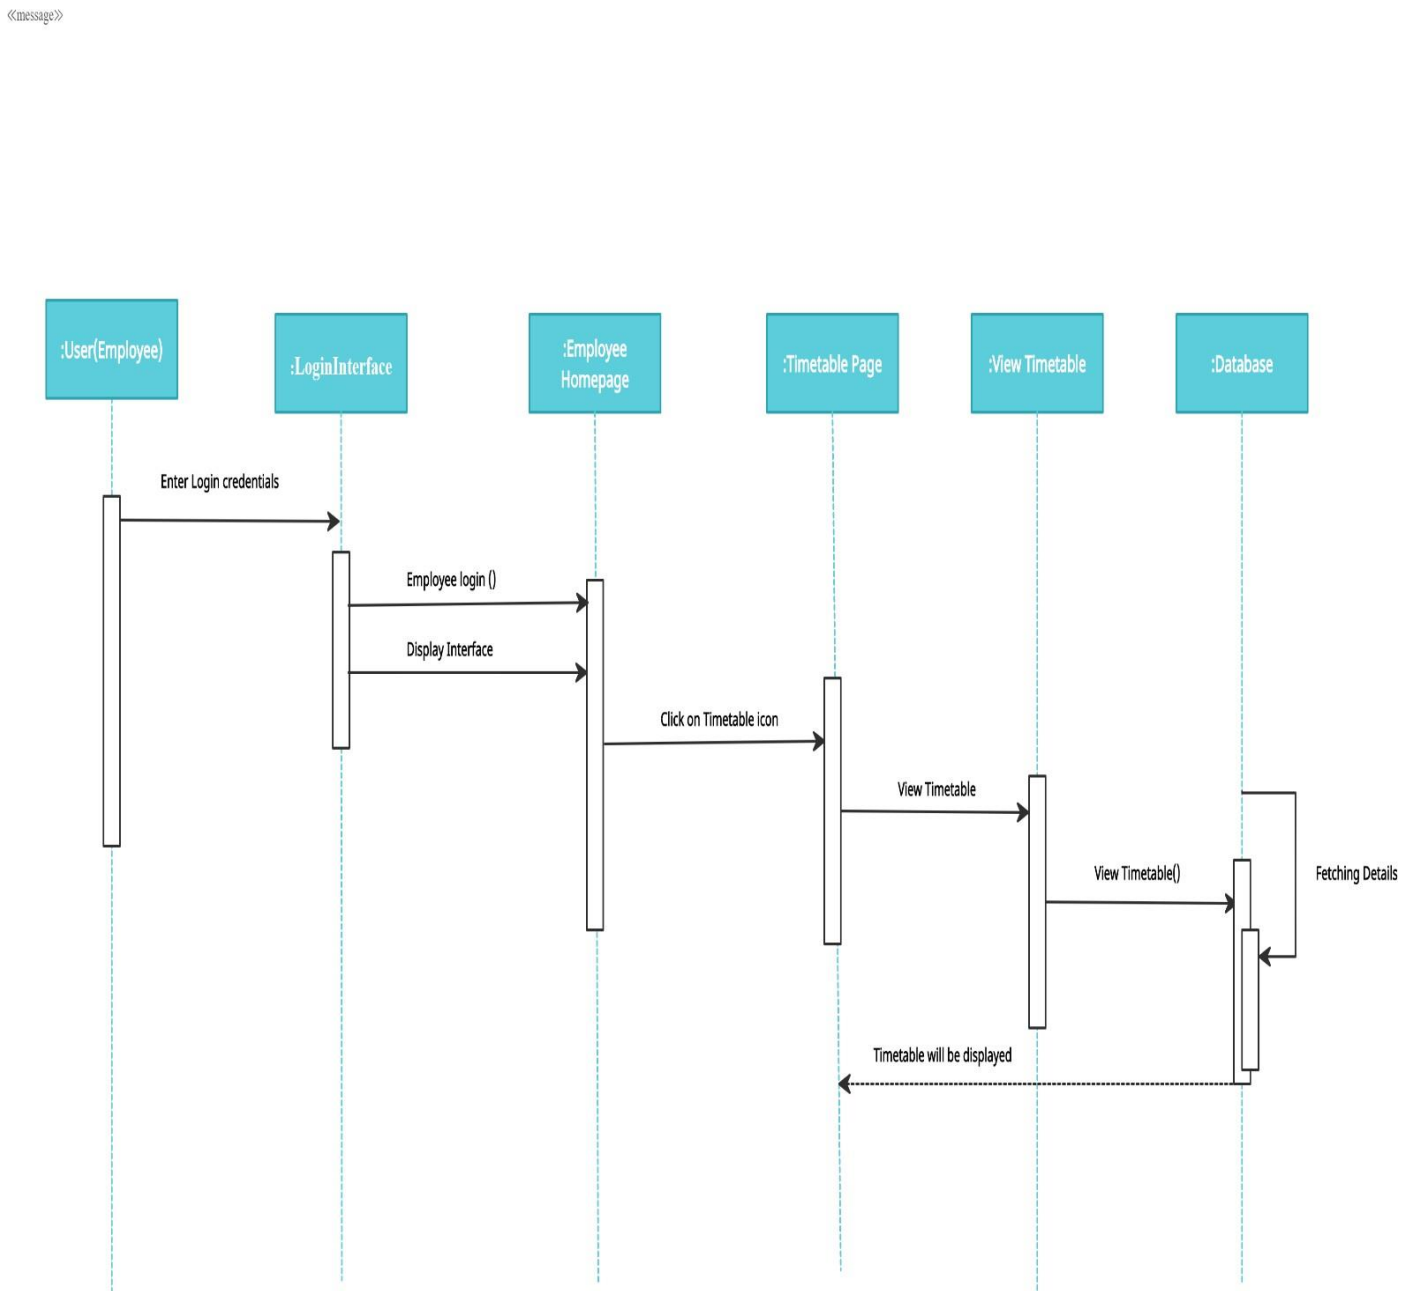 《message》
:User(Employee)
:LoginInterface
:Employee
Homepage
:Timetable Page
:View Timetable
:Database
Enter Login credentials
Employee login ()
Display Interface
Click on Timetable icon
View Timetable
View Timetable()
Fetching Details
Timetable will be displayed